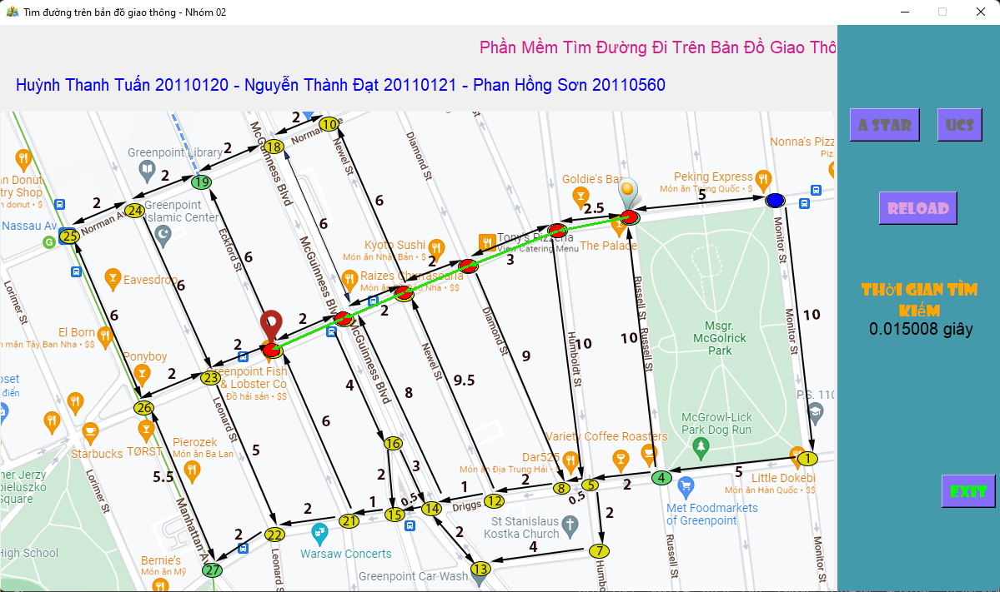 Tìm đường trên bản đồ giao thông - Nhóm 02
Phần Mềm Tìm Đường Đi Trên Bản Đồ Giao Thô
Huỳnh Thanh Tuấn 20110120 - Nguyễn Thành Đạt 20110121 - Phan Hồng Sơn 20110560
A STAR
UCS
RELOAD
THời GIAN TÌM
KIếM
0.015008 giây
EXIT
2
10
Norman Ave
18
2
Greenpoint Library
2
19
McGuinness Blvd
Newel St
Diamond St
Nonna's Pizz
Peking Express
Món ăn Trung Quốc • $
Goldie's Bar
5
2.5
n Donut
try Shop
n donut • $
2
24
Greenpoint
Islamic Center
Nassau Av
25
Norman Av
G
6
6
Eckford St
6
Tony's Pizzeria
View Catering Menu
The Palace
Kyoto Sushi
Món ăn Nhật Bản • $
2
3
Raizes Churrascaria
Món ăn Bồ Đào Nha • $$
Monitor St
Eavesdrop
6
Lorimer St
McGuinness Blvd
2
2
Russell St
Msgr.
McGolrick
Park
Monitor St
10
6
El Born
n mặn Tây Ban Nha • $$
Ponyboy
2
2
23
26
Greenpoint Fish
& Lobster Co
Đồ hải sản • $$
Diamond St
Humboldt St
10
10
Russell St
9
Newel St
9.5
McGuinness Blvd
4
8
P.S. 110
Leonard St
6
5
McGrowl-Lick
Park Dog Run
Starbucks
TØRST
Pierozek
Món ăn Ba Lan
16
Variety Coffee Roasters
Dar525
Món ăn Địa Trung Hải •
1
5
Little Dokebi
Món ăn Hàn Quốc • $$
5.5
Lorimer St
2
3
0.5
1
2
8
5
2
4
0.5
12
Driggs
14
15
1
21
2
22
2
27
Manhattan Av
Met Foodmarkets
of Greenpoint
St Stanislaus
Kostka Church
2
2
4
7
13
Warsaw Concerts
Greenpoint Car Wash
Bernie's
Món ăn Mỹ
High School
Leonard S
Russell St
Humbo
Monitor St